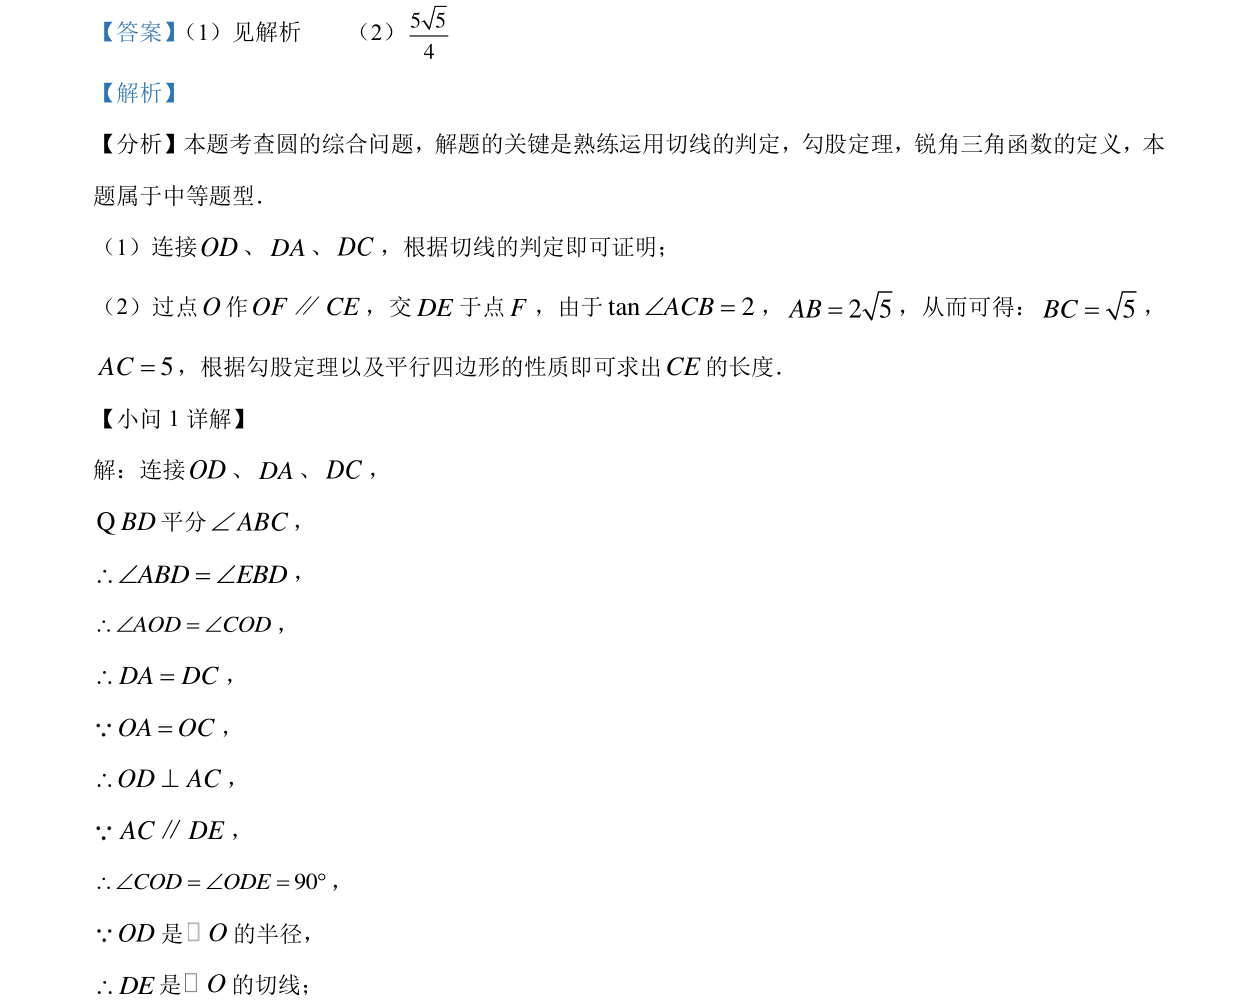 【答案】（1）见解析　　（2）5√5/4
【解析】
【分析】本题考查圆的综合问题，解题的关键是熟练运用切线的判定，勾股定理，锐角三角函数的定义，本
题属于中等题型．
（1）连接OD、DA、DC，根据切线的判定即可证明；
（2）过点O作OF∥CE，交DE于点F，由于tan∠ACB=2，AB=2√5，从而可得：BC=√5，
AC=5，根据勾股定理以及平行四边形的性质即可求出CE的长度．
【小问 1 详解】
解：连接OD、DA、DC，
Q BD平分∠ABC，
∴∠ABD=∠EBD，
∴∠AOD=∠COD，
∴DA=DC，
∵OA=OC，
∴OD⊥AC，
∵AC∥DE，
∴∠COD=∠ODE=90°，
∵OD是□O的半径，
∴DE是□O的切线；